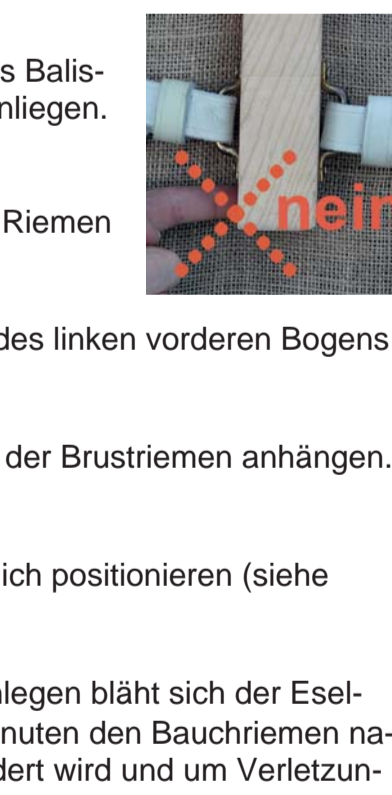 s Balis-
nliegen.
nein
Riemen
des linken vorderen Bogens
der Brustriemen anhängen.
ich positionieren (siehe
legen bläht sich der Esel-
nuten den Bauchriemen na-
dert wird und um Verletzun-